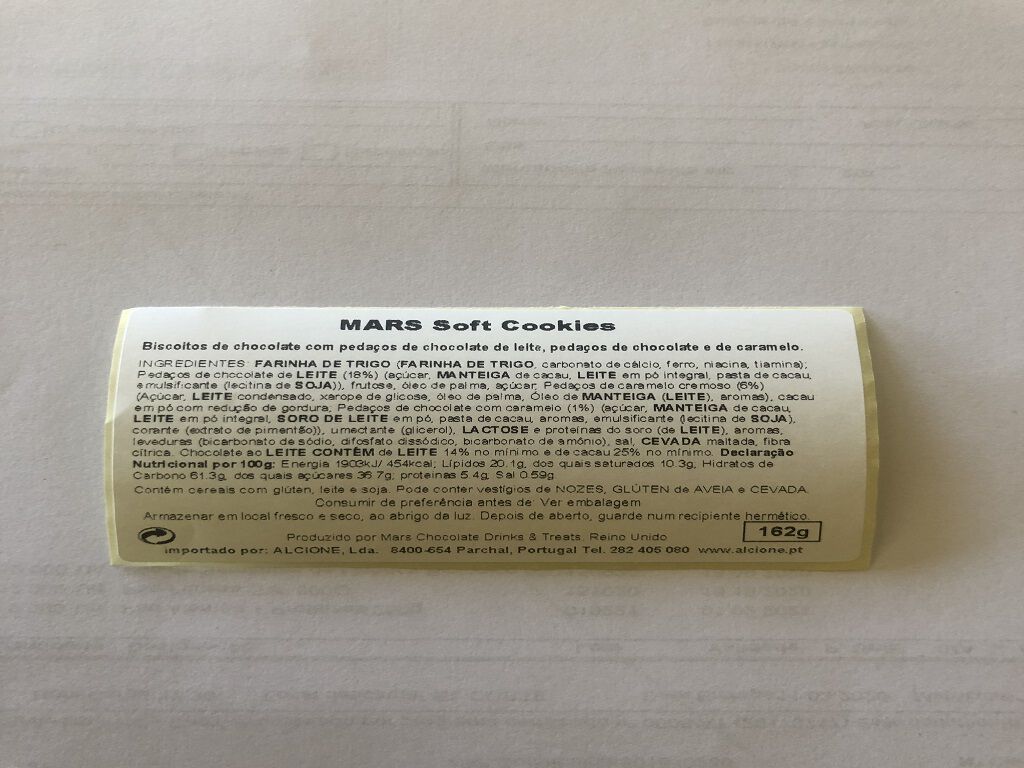 MARS Soft Cookies
Biscoitos de chocolate com pedaços de chocolate de leite, pedaços de chocolate e de caramelo.
INGREDIENTES: FARINHA DE TRIGO (FARINHA DE TRIGO, carbonato de cálcio, ferro, niacina, tiamina);
Pedaços de chocolate de LEITE (18%) (açúcar, MANTEIGA de cacau, LEITE em pó integral, pasta de cacau,
emulsificante (lecitina de SOJA)), frutose, óleo de palma, açúcar, Pedaços de caramelo cremoso (6%)
(Açúcar, LEITE condensado, xarope de glicose, óleo de palma, Óleo de MANTEIGA (LEITE), aromas), cacau
em pó com redução de gordura; Pedaços de chocolate com caramelo (1%) (açúcar, MANTEIGA de cacau,
LEITE em pó integral, SORO DE LEITE em pó, pasta de cacau, aromas, emulsificante (lecitina de SOJA),
corante (extrato de pimentão)), umectante (glicerol), LACTOSE e proteínas do soro (de LEITE), aromas,
leveduras (bicarbonato de sódio, difosfato dissódico, bicarbonato de amônio), sal, CEVADA maltada, fibra
cítrica. Chocolate ao LEITE CONTÊM de LEITE 14% no mínimo e de cacau 25% no mínimo. Declaração
Nutricional por 100g: Energia 1903kJ/ 454kcal; Lípidos 20.1g, dos quais saturados 10.3g; Hidratos de
Carbono 61.3g, dos quais açúcares 36.7g; proteínas 5.4g; Sal 0.59g.
Contém cereais com glúten, leite e soja. Pode conter vestígios de NOZES, GLÚTEN de AVEIA e CEVADA.
Consumir de preferência antes de: Ver embalagem
Armazenar em local fresco e seco, ao abrigo da luz. Depois de aberto, guarde num recipiente hermético.
Produzido por Mars Chocolate Drinks & Treats, Reino Unido
162g
importado por: ALCIONE, Lda. 8400-654 Parchal, Portugal Tel. 282 405 080 www.alcione.pt